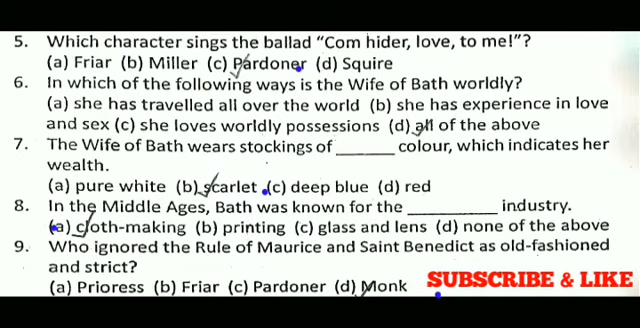 5. Which character sings the ballad "Com hider, love, to me!"?
(a) Friar (b) Miller (c) Pardoner (d) Squire
6. In which of the following ways is the Wife of Bath worldly?
(a) she has travelled all over the world (b) she has experience in love
and sex (c) she loves worldly possessions (d) all of the above
7. The Wife of Bath wears stockings of ______ colour, which indicates her
wealth.
(a) pure white (b) scarlet (c) deep blue (d) red
8. In the Middle Ages, Bath was known for the _________ industry.
(a) cloth-making (b) printing (c) glass and lens (d) none of the above
9. Who ignored the Rule of Maurice and Saint Benedict as old-fashioned
and strict?
(a) Prioress (b) Friar (c) Pardoner (d) Monk
SUBSCRIBE & LIKE